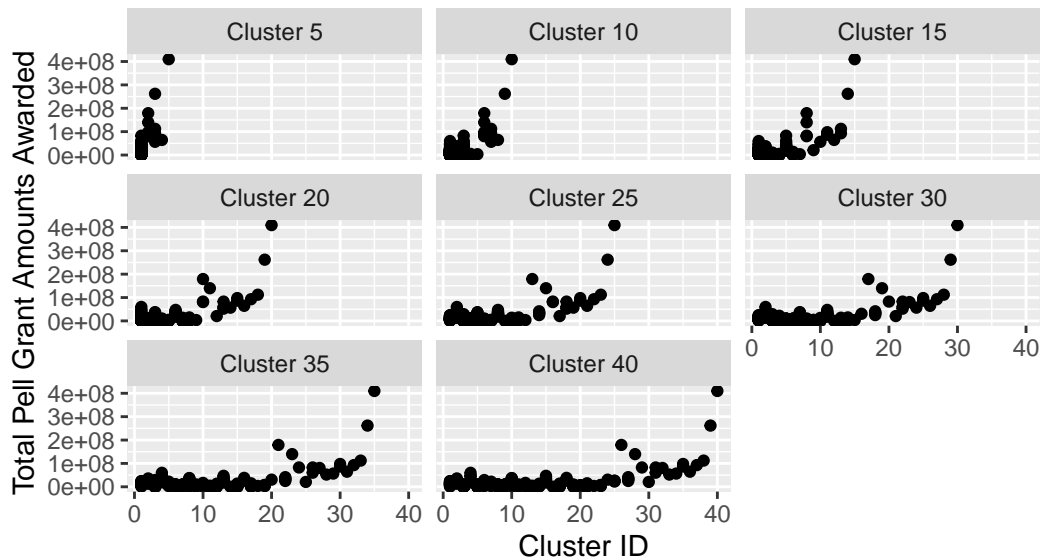 Total Pell Grant Amounts Awarded
Cluster 5
Cluster 10
Cluster 15
4e+08
3e+08
2e+08
1e+08
0e+00
Cluster 20
Cluster 25
Cluster 30
4e+08
3e+08
2e+08
1e+08
0e+00
0 10 20 30 40
Cluster 35
Cluster 40
4e+08
3e+08
2e+08
1e+08
0e+00
0 10 20 30 40
0 10 20 30 40
Cluster ID